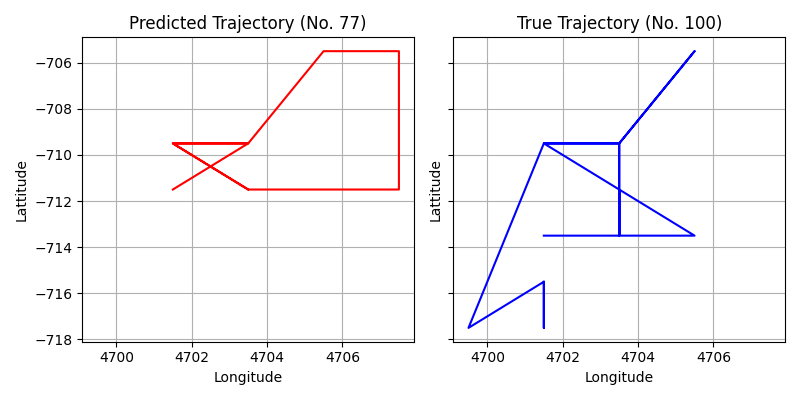 Predicted Trajectory (No. 77)
True Trajectory (No. 100)
−706
−708
−710
−712
−714
−716
−718
Lattitude
Lattitude
4700 4702 4704 4706
4700 4702 4704 4706
Longitude
Longitude